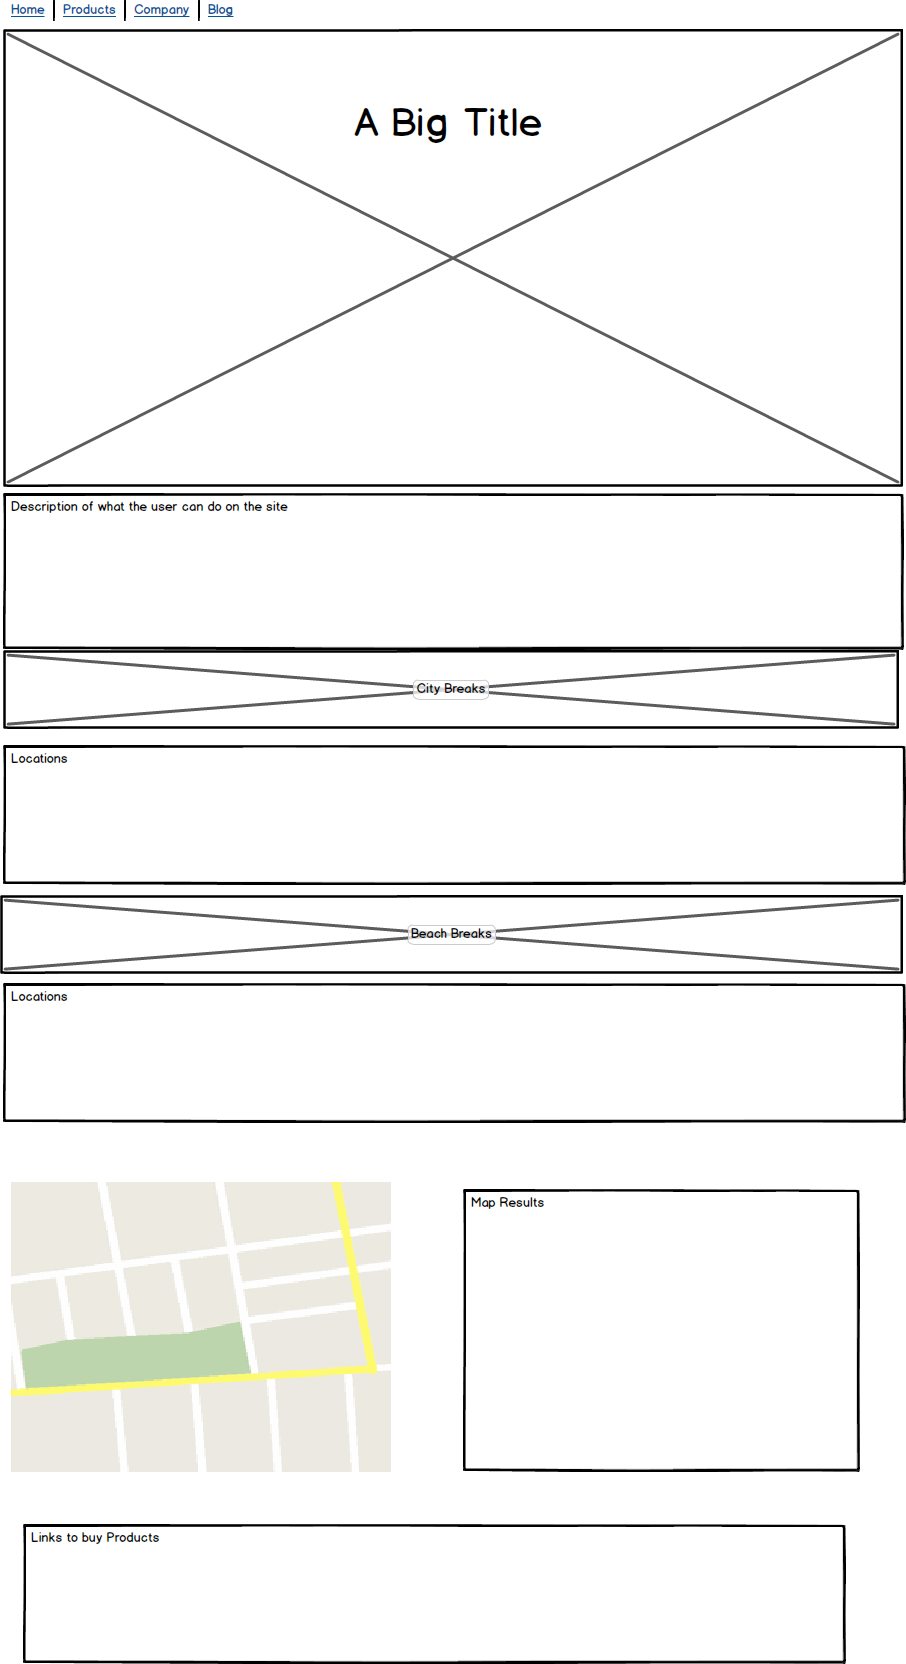 Home Products Company Blog
A Big Title
Description of what the user can do on the site
City Breaks
Locations
Beach Breaks
Locations
Map Results
Links to buy Products